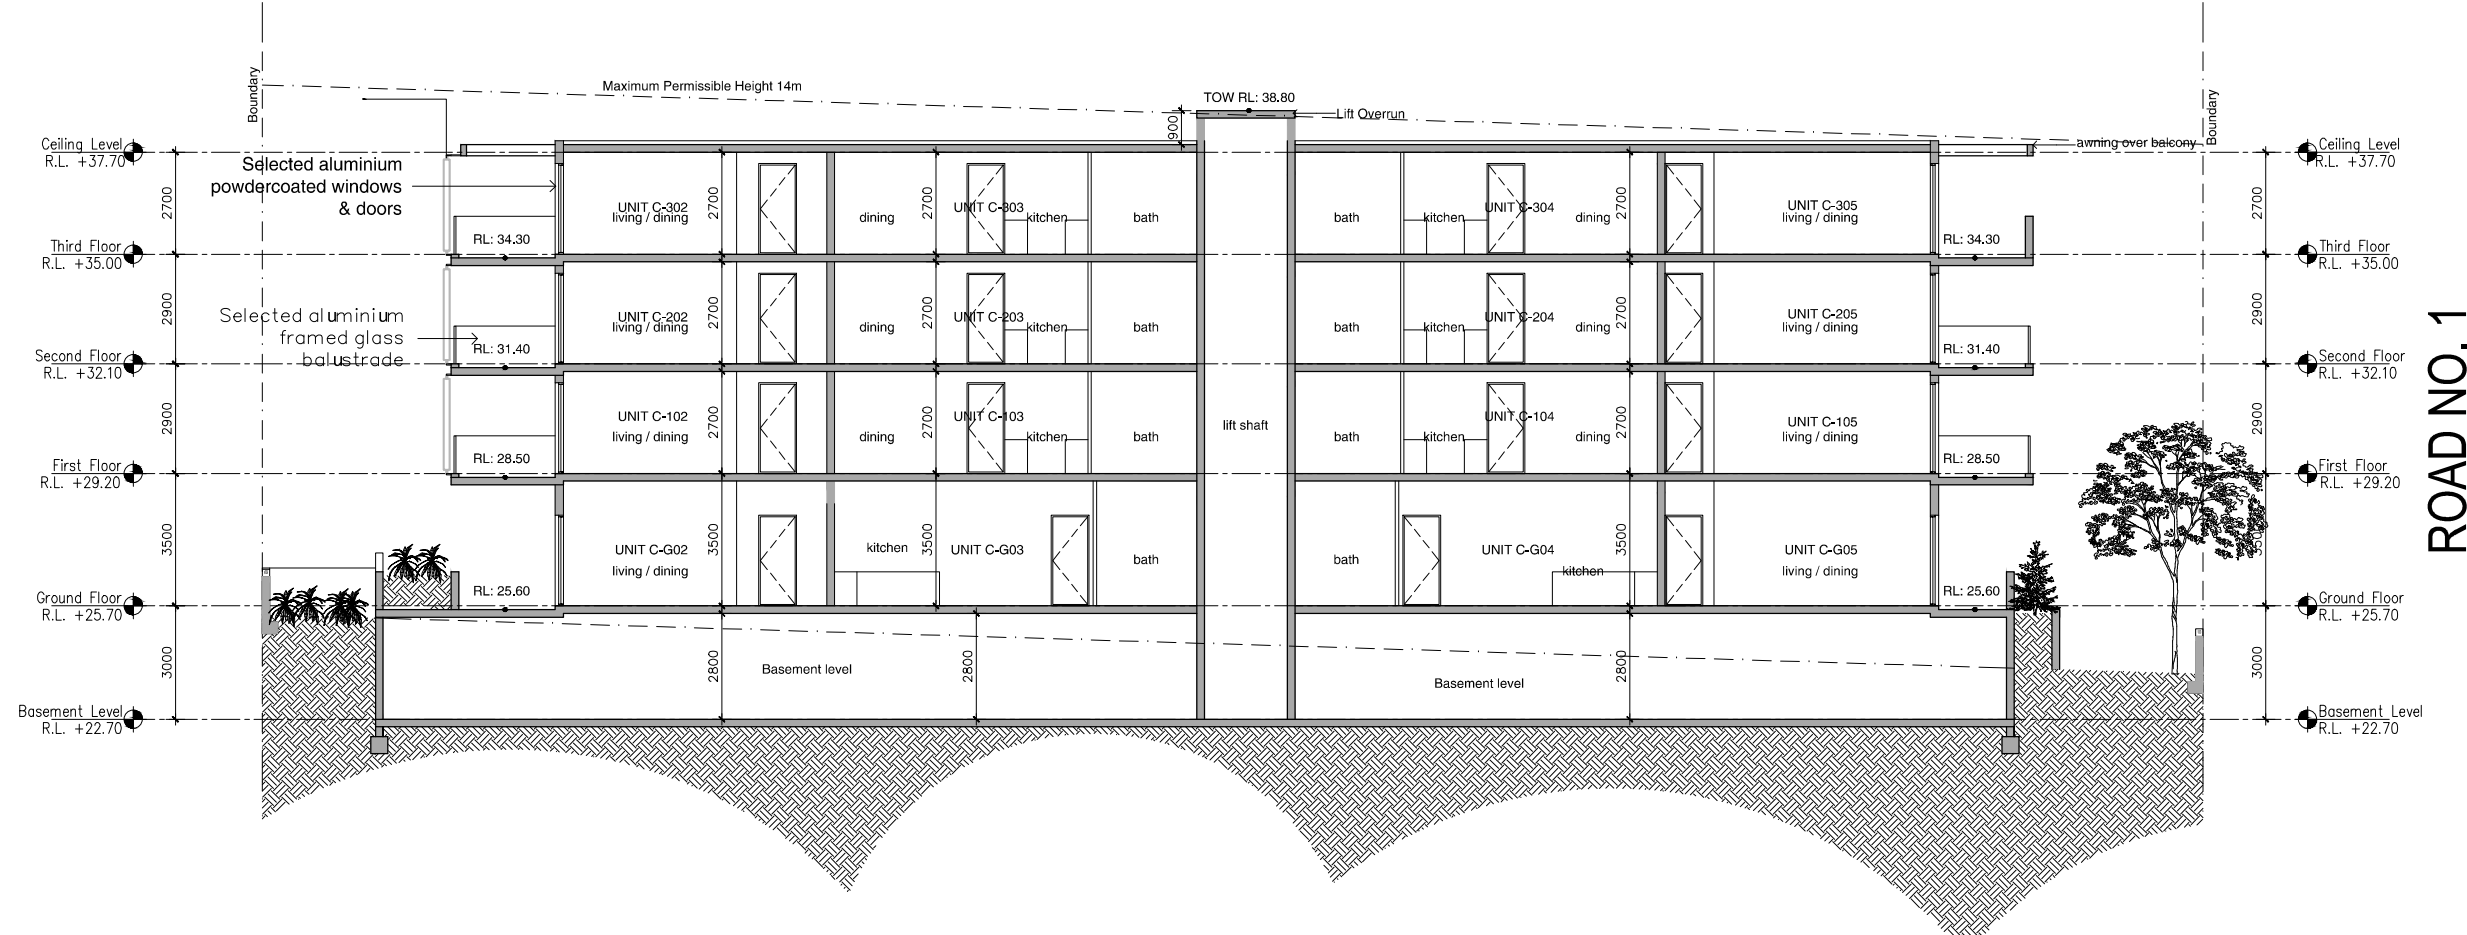 Boundary
Maximum Permissible Height 14m
TOW RL: 38.80
900
Lift Overrun
awning over balcony
Boundary
Ceiling Level
R.L. +37.70
Selected aluminium
powdercoated windows
& doors
2700
UNIT C-302
living / dining
2700
dining
2700
UNIT C-303
kitchen
bath
bath
kitchen
UNIT C-304
dining
2700
UNIT C-305
living / dining
Ceiling Level
R.L. +37.70
2700
RL: 34.30
RL: 34.30
Third Floor
R.L. +35.00
Third Floor
R.L. +35.00
2900
Selected aluminium
framed glass
balustrade
UNIT C-202
living / dining
2700
dining
2700
UNIT C-203
kitchen
bath
bath
kitchen
UNIT C-204
dining
2700
UNIT C-205
living / dining
2900
RL: 31.40
RL: 31.40
Second Floor
R.L. +32.10
Second Floor
R.L. +32.10
2900
UNIT C-102
living / dining
2700
dining
2700
UNIT C-103
kitchen
bath
lift shaft
bath
kitchen
UNIT C-104
dining
2700
UNIT C-105
living / dining
2900
ROAD NO. 1
RL: 28.50
RL: 28.50
First Floor
R.L. +29.20
First Floor
R.L. +29.20
3500
UNIT C-G02
living / dining
3500
kitchen
3500
UNIT C-G03
bath
bath
UNIT C-G04
kitchen
3500
UNIT C-G05
living / dining
3500
RL: 25.60
RL: 25.60
Ground Floor
R.L. +25.70
Ground Floor
R.L. +25.70
3000
2800
Basement level
2800
Basement level
2800
3000
Basement Level
R.L. +22.70
Basement Level
R.L. +22.70